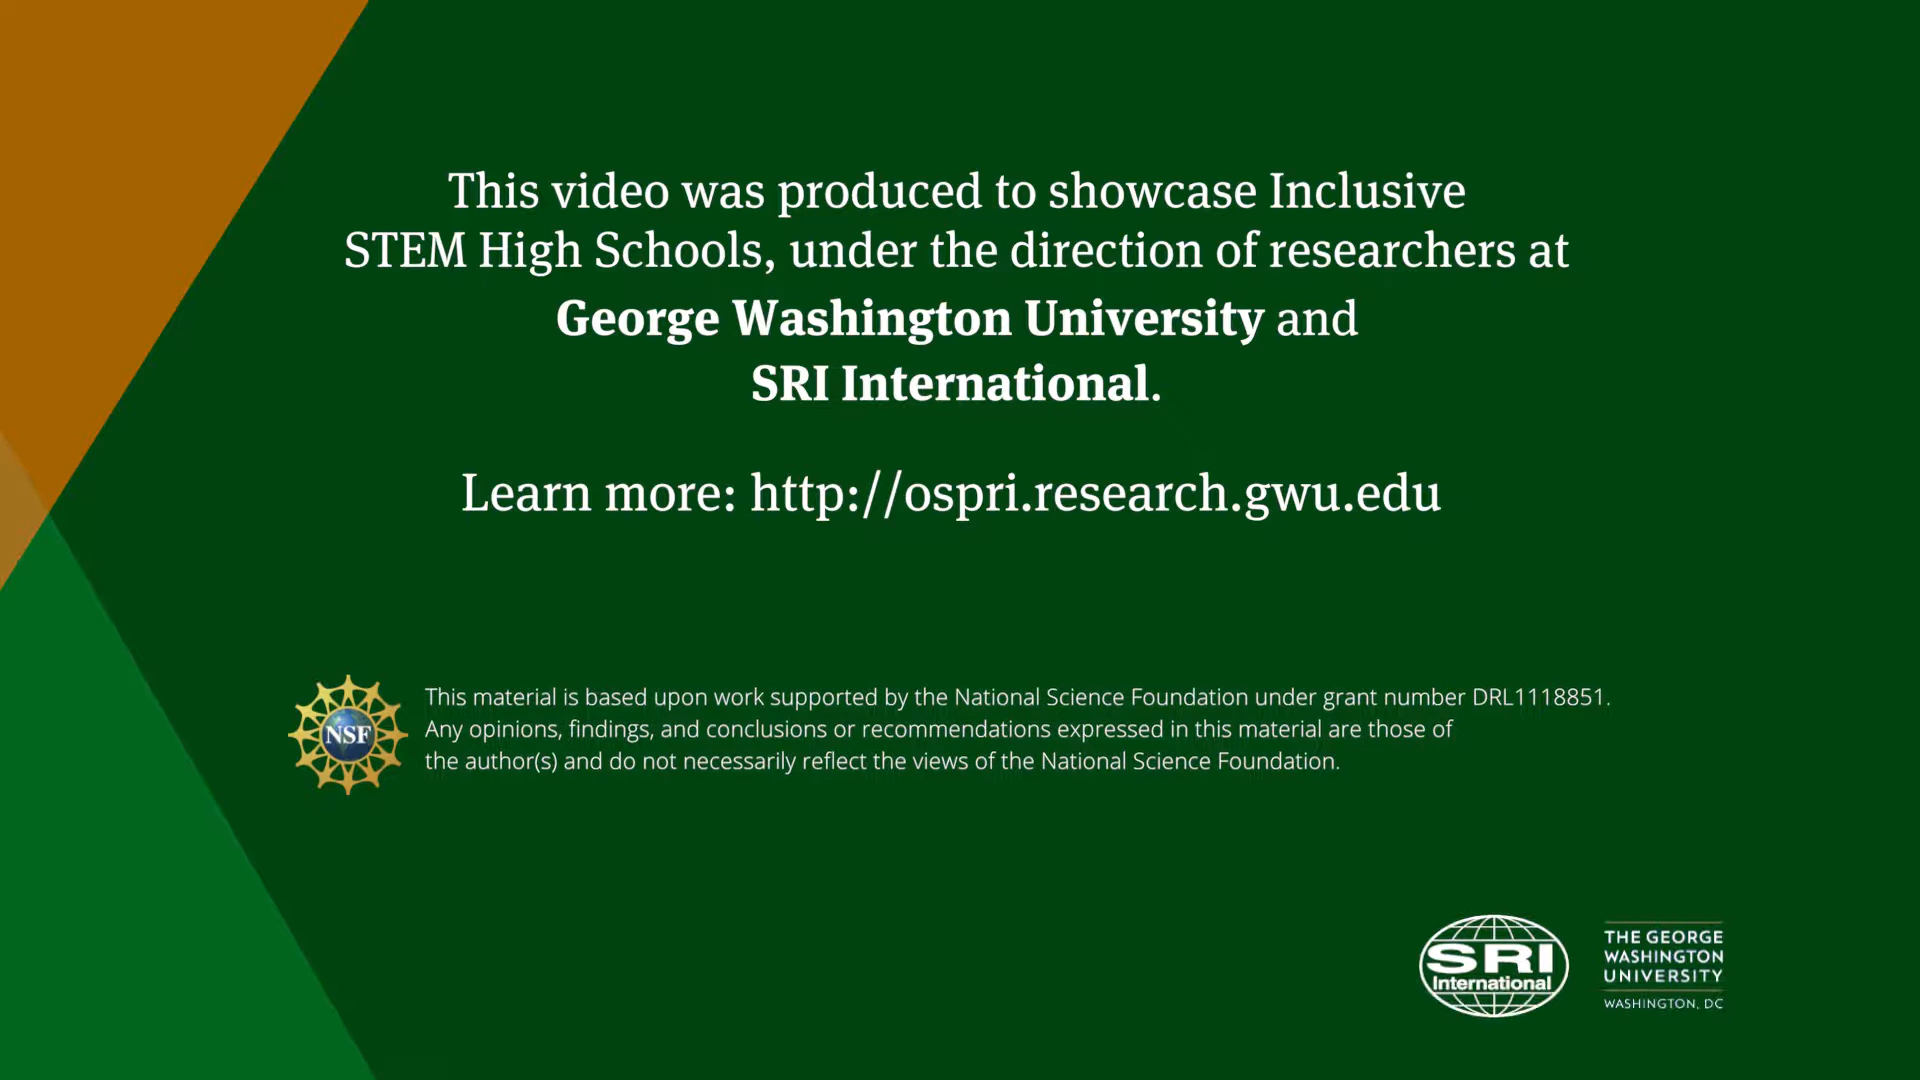 This video was produced to showcase Inclusive
STEM High Schools, under the direction of researchers at
George Washington University and
SRI International.
Learn more: http://ospri.research.gwu.edu
NSF
This material is based upon work supported by the National Science Foundation under grant number DRL1118851.
Any opinions, findings, and conclusions or recommendations expressed in this material are those of
the author(s) and do not necessarily reflect the views of the National Science Foundation.
SRI
International
THE GEORGE
WASHINGTON
UNIVERSITY
WASHINGTON, DC